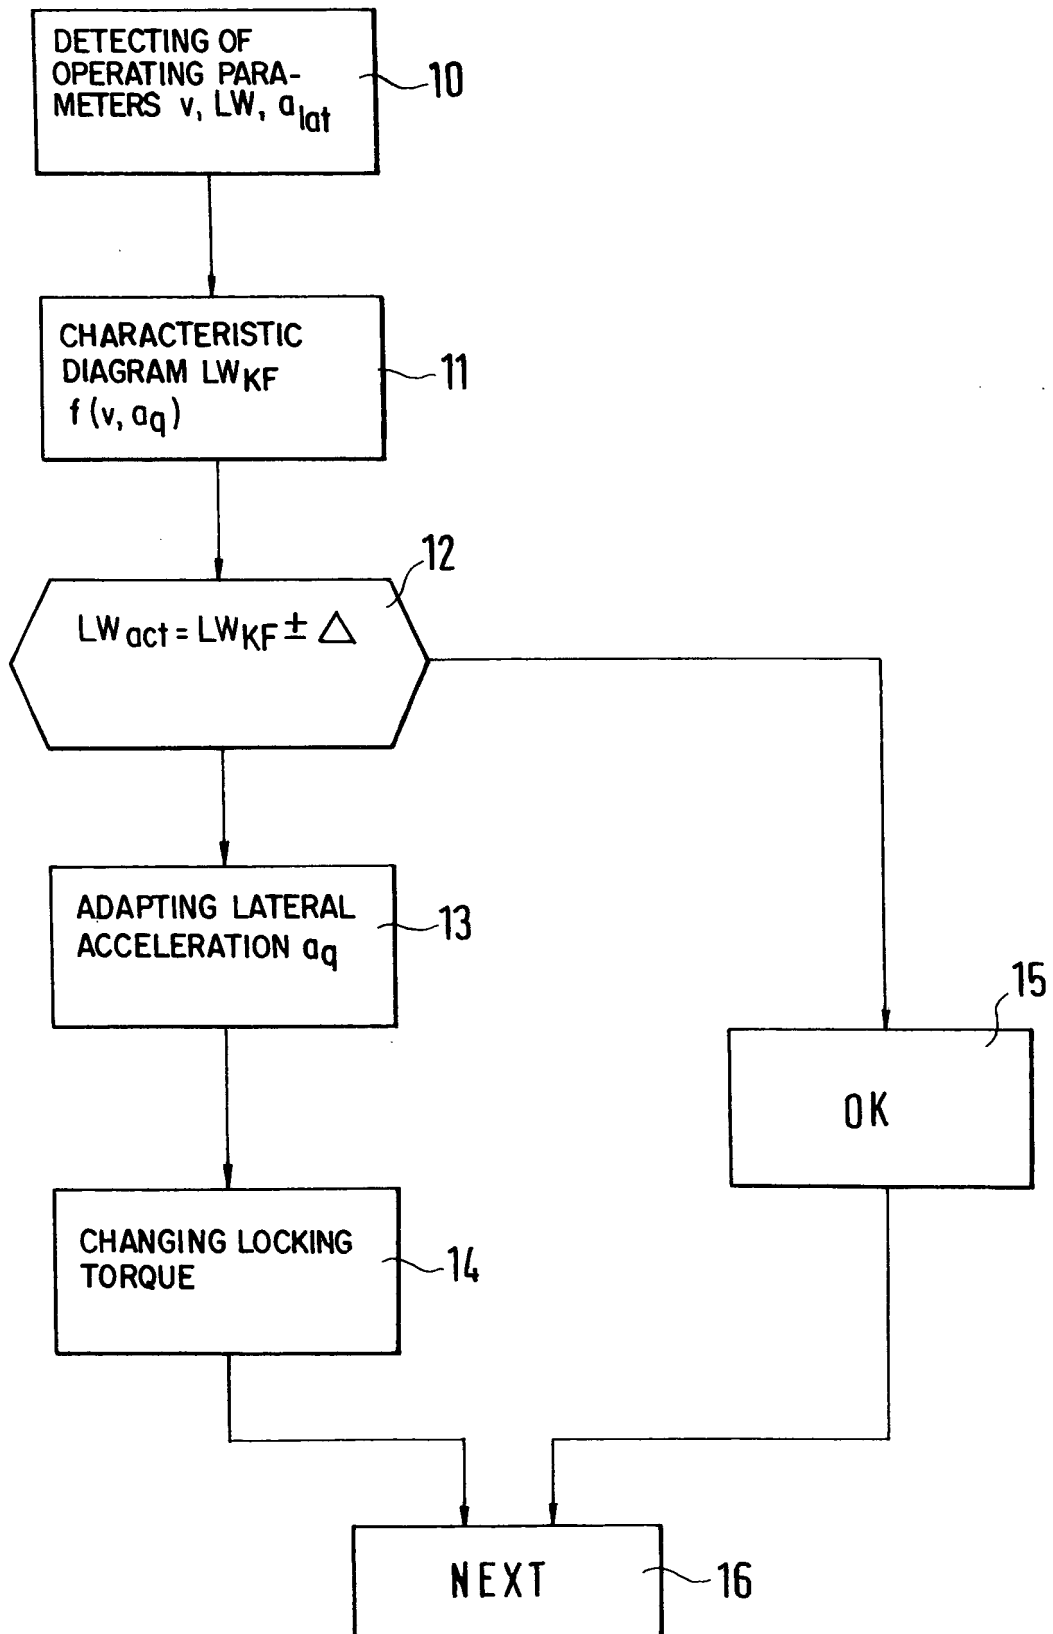 DETECTING OF
OPERATING PARA-
METERS v, LW, a_lat
10
CHARACTERISTIC
DIAGRAM LW_KF
f (v, a_q)
11
12
LW_act = LW_KF ± △
ADAPTING LATERAL
ACCELERATION a_q
13
15
OK
CHANGING LOCKING
TORQUE
14
NEXT
16